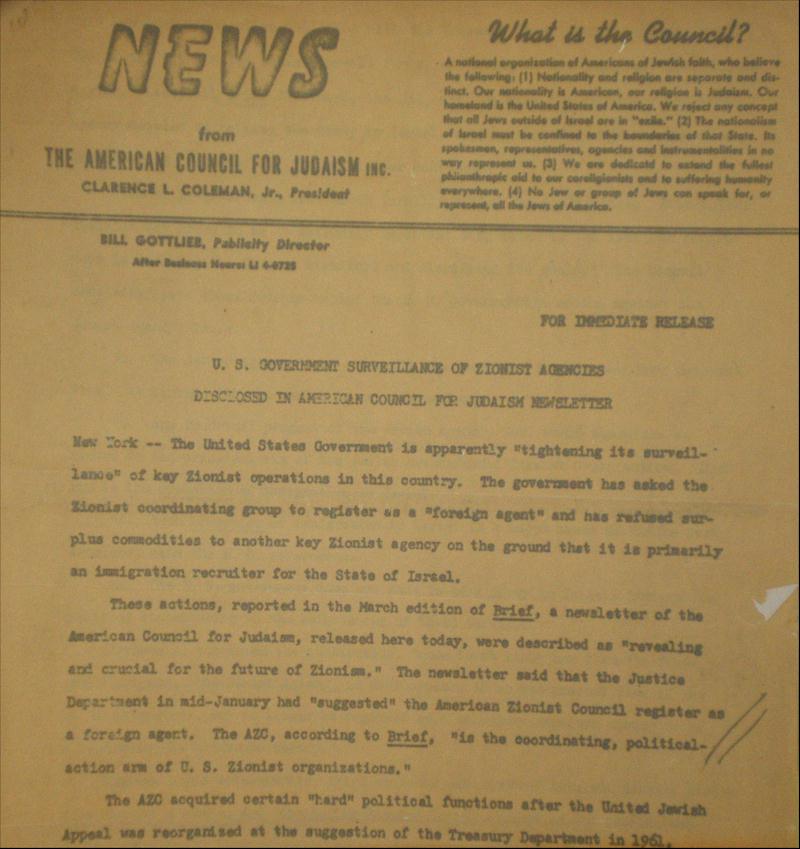 NEWS
from
THE AMERICAN COUNCIL FOR JUDAISM INC.
CLARENCE L. COLEMAN, Jr., President
What is the Council?
A national organization of Americans of Jewish faith, who believe
the following: (1) Nationality and religion are separate and dis-
tinct. Our nationality is American, our religion is Judaism. Our
homeland is the United States of America. We reject any concept
that all Jews outside of Israel are in "exile." (2) The nationalism
of Israel must be confined to the boundaries of that State. Its
spokesmen, representatives, agencies and instrumentalities in no
way represent us. (3) We are dedicated to extend the fullest
philanthropic aid to our coreligionists and to suffering humanity
everywhere. (4) No Jew or group of Jews can speak for, or
represent, all the Jews of America.
BILL GOTTLIEB, Publicity Director
After Business Hours: LI 4-0725
FOR IMMEDIATE RELEASE
U. S. GOVERNMENT SURVEILLANCE OF ZIONIST AGENCIES
DISCLOSED IN AMERICAN COUNCIL FOR JUDAISM NEWSLETTER
New York -- The United States Government is apparently "tightening its surveil-
lance" of key Zionist operations in this country. The government has asked the
Zionist coordinating group to register as a "foreign agent" and has refused sur-
plus commodities to another key Zionist agency on the ground that it is primarily
an immigration recruiter for the State of Israel.
These actions, reported in the March edition of Brief, a newsletter of the
American Council for Judaism, released here today, were described as "revealing
and crucial for the future of Zionism." The newsletter said that the Justice
Department in mid-January had "suggested" the American Zionist Council register as
a foreign agent. The AZC, according to Brief, "is the coordinating, political-
action arm of U. S. Zionist organizations."
The AZC acquired certain "hard" political functions after the United Jewish
Appeal was reorganized at the suggestion of the Treasury Department in 1961.